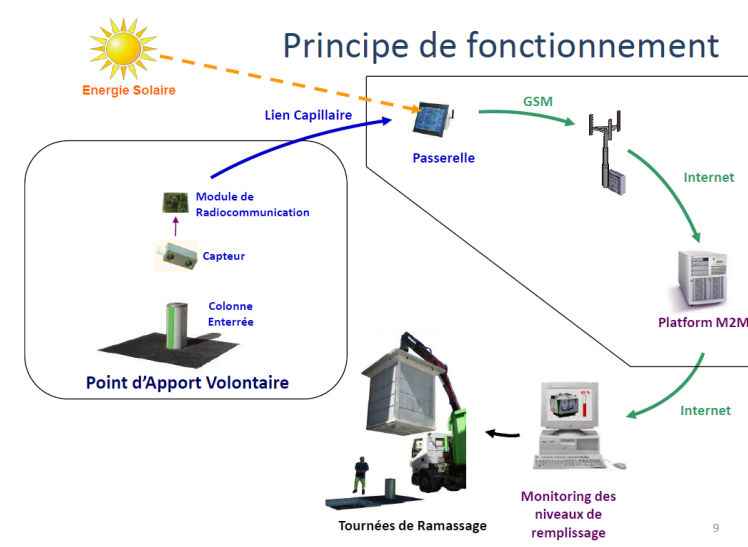 Principe de fonctionnement
Energie Solaire
Lien Capillaire
GSM
Passerelle
Internet
Module de
Radiocommunication
Capteur
Colonne
Enterrée
Point d’Apport Volontaire
Platform M2M
Internet
Monitoring des
niveaux de
remplissage
Tournées de Ramassage
9